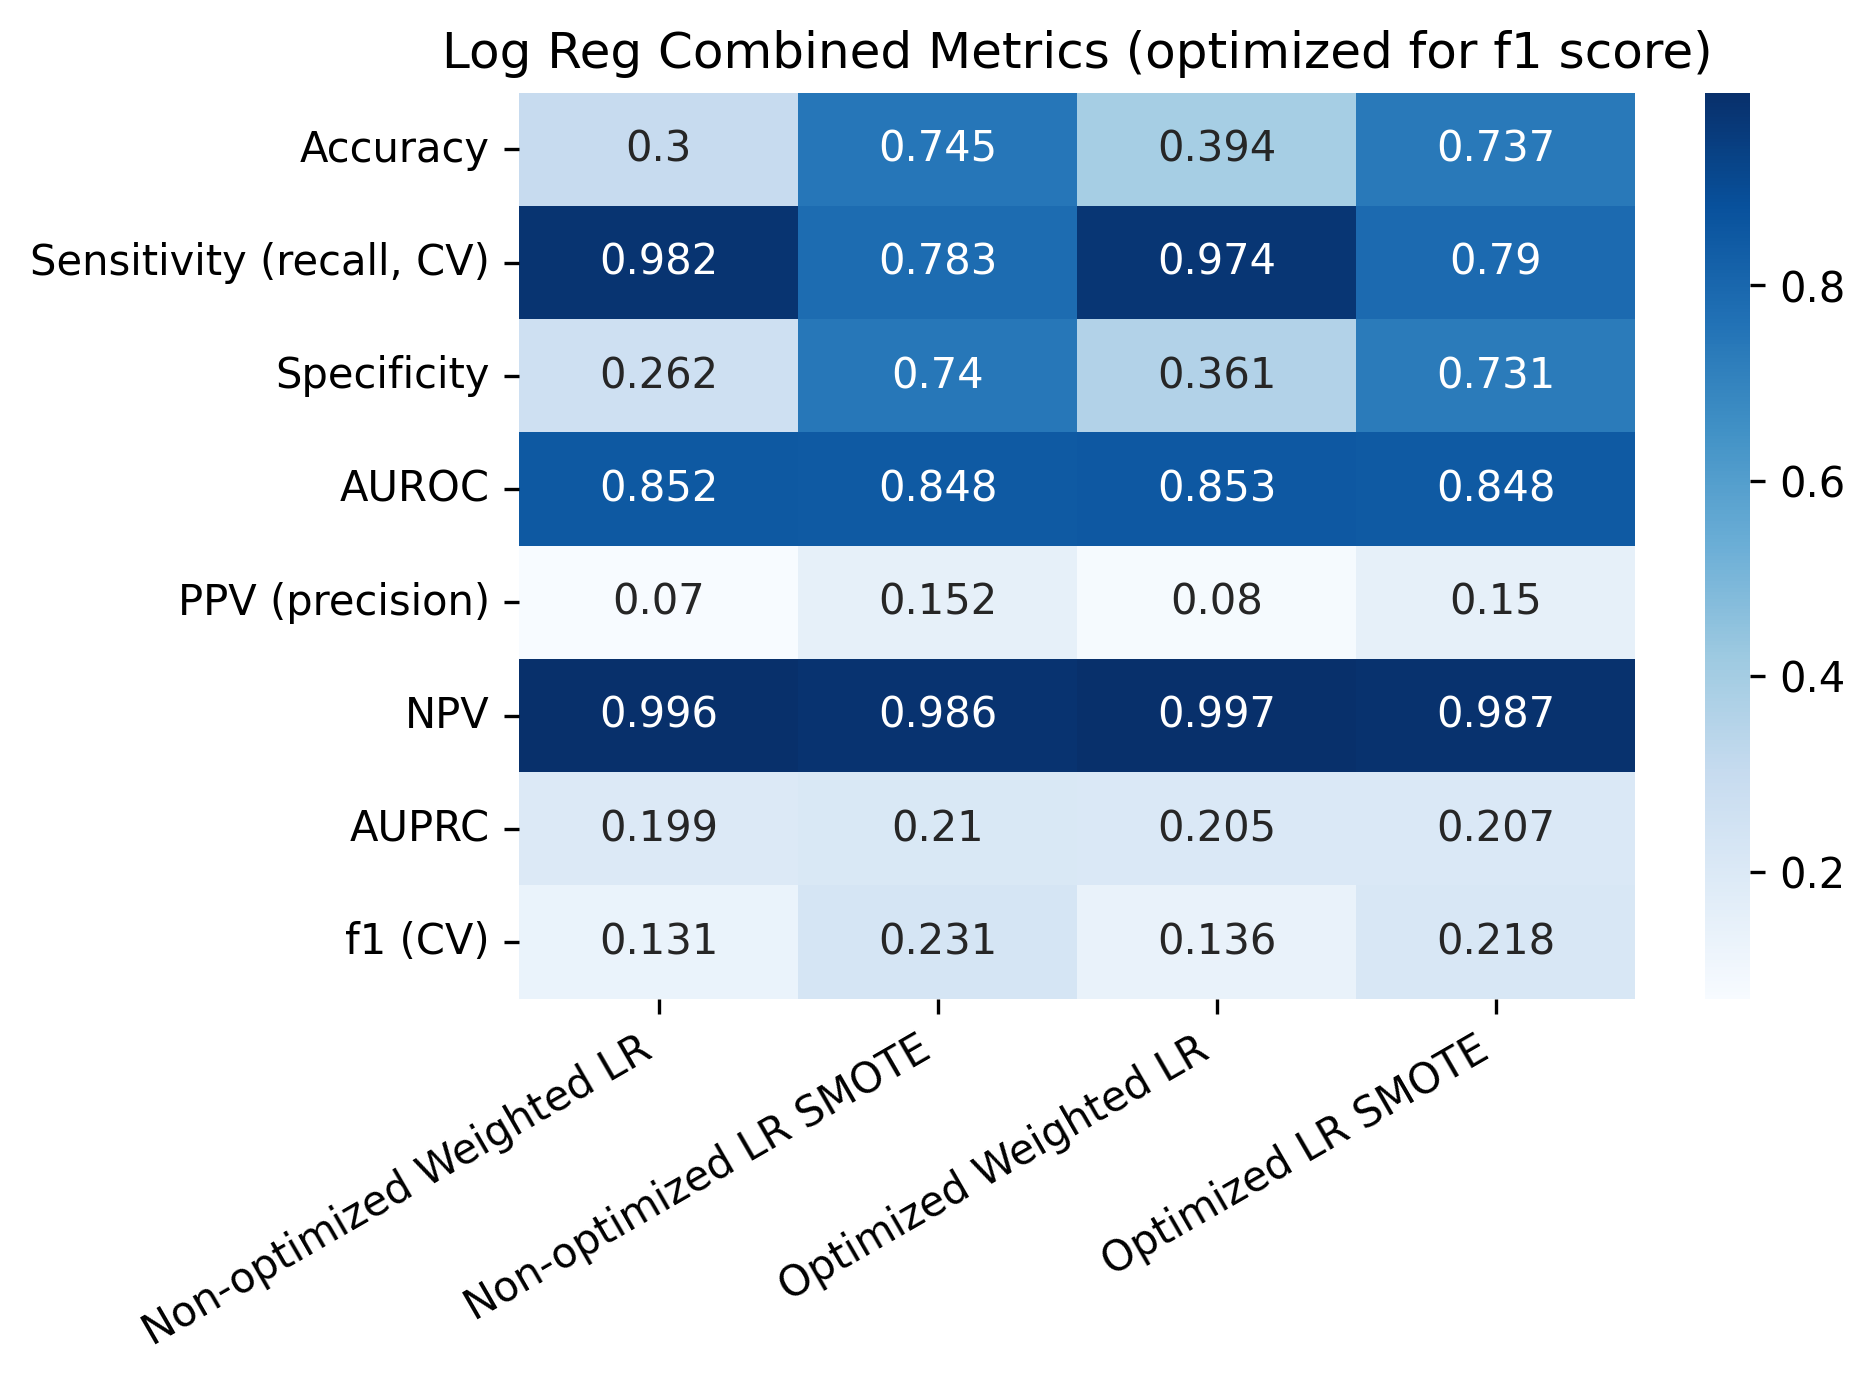 Log Reg Combined Metrics (optimized for f1 score)
Accuracy 0.3 0.745 0.394 0.737
Sensitivity (recall, CV) 0.982 0.783 0.974 0.79
Specificity 0.262 0.74 0.361 0.731
AUROC 0.852 0.848 0.853 0.848
PPV (precision) 0.07 0.152 0.08 0.15
NPV 0.996 0.986 0.997 0.987
AUPRC 0.199 0.21 0.205 0.207
f1 (CV) 0.131 0.231 0.136 0.218
Non-optimized Weighted LR
Non-optimized LR SMOTE
Optimized Weighted LR
Optimized LR SMOTE
0.8
0.6
0.4
0.2